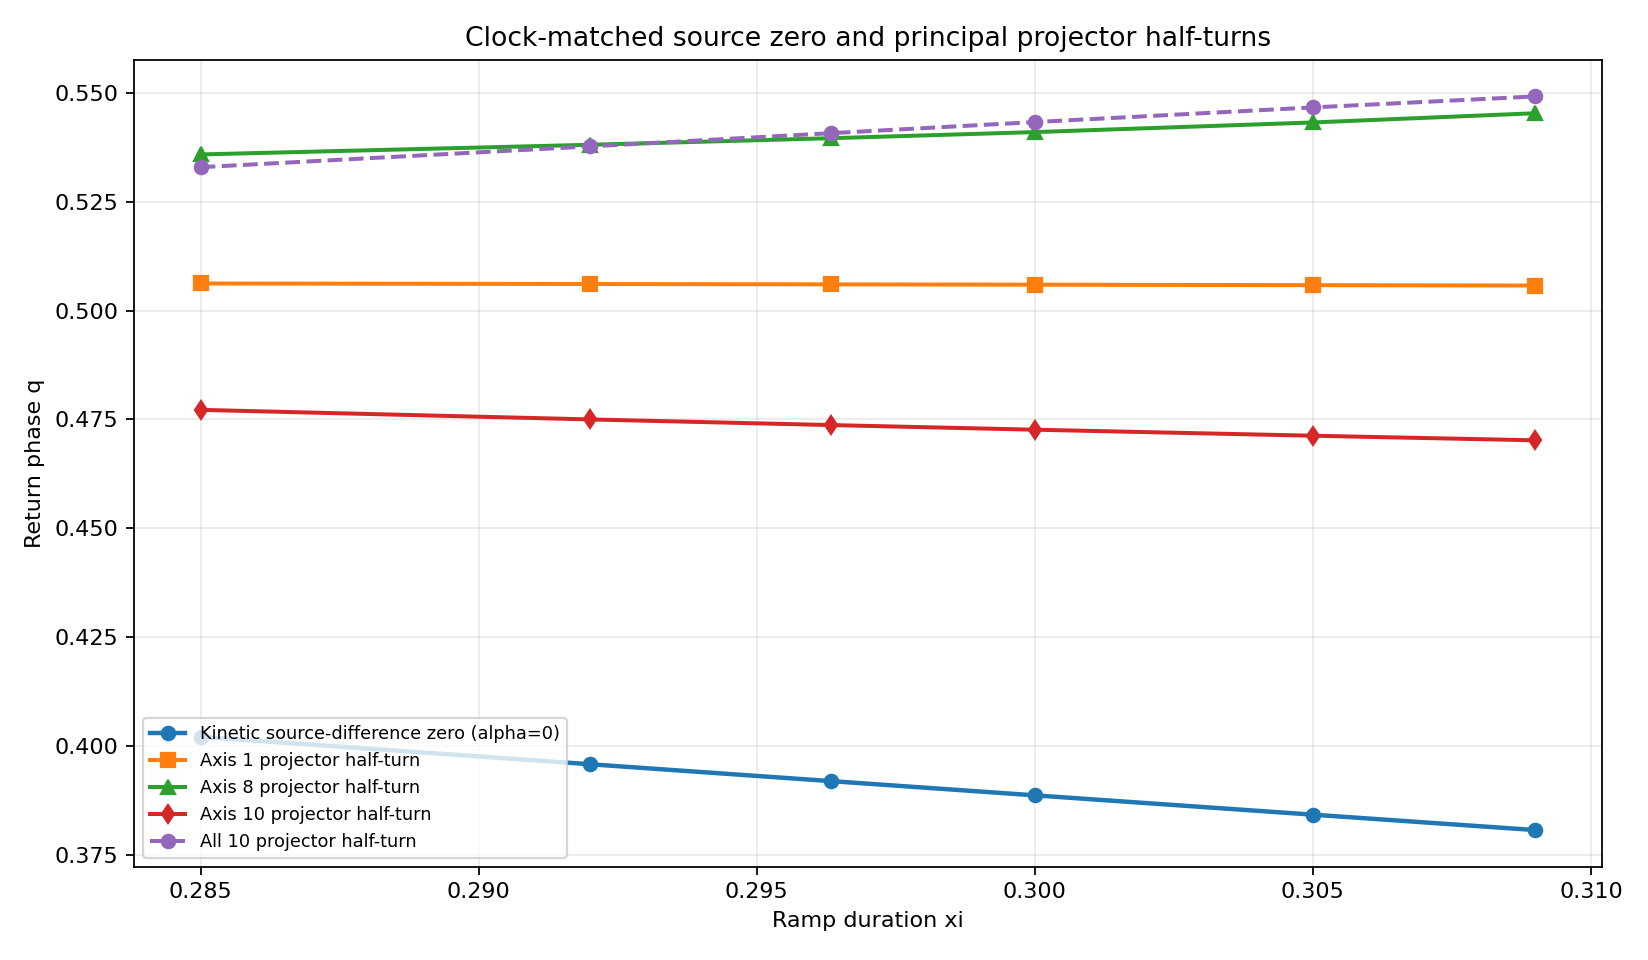 Clock-matched source zero and principal projector half-turns
Return phase q
0.550
0.525
0.500
0.475
0.450
0.425
0.400
0.375
Kinetic source-difference zero (alpha=0)
Axis 1 projector half-turn
Axis 8 projector half-turn
Axis 10 projector half-turn
All 10 projector half-turn
0.285 0.290 0.295 0.300 0.305 0.310
Ramp duration xi